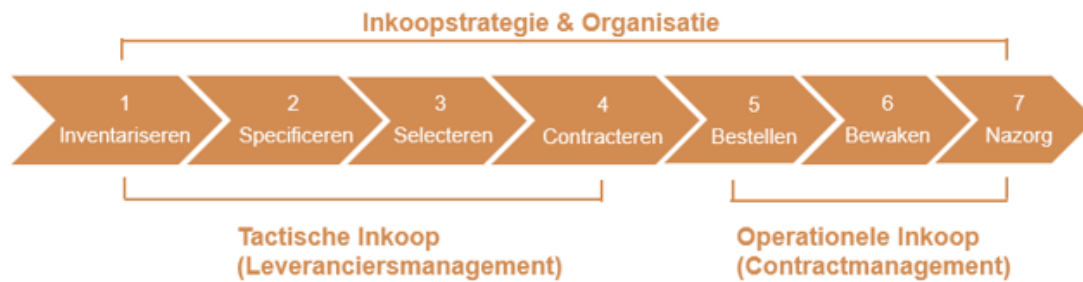 Inkoopstrategie & Organisatie
1
Inventariseren
2
Specificeren
3
Selecteren
4
Contracteren
5
Bestellen
6
Bewaken
7
Nazorg
Tactische Inkoop
(Leveranciersmanagement)
Operationele Inkoop
(Contractmanagement)